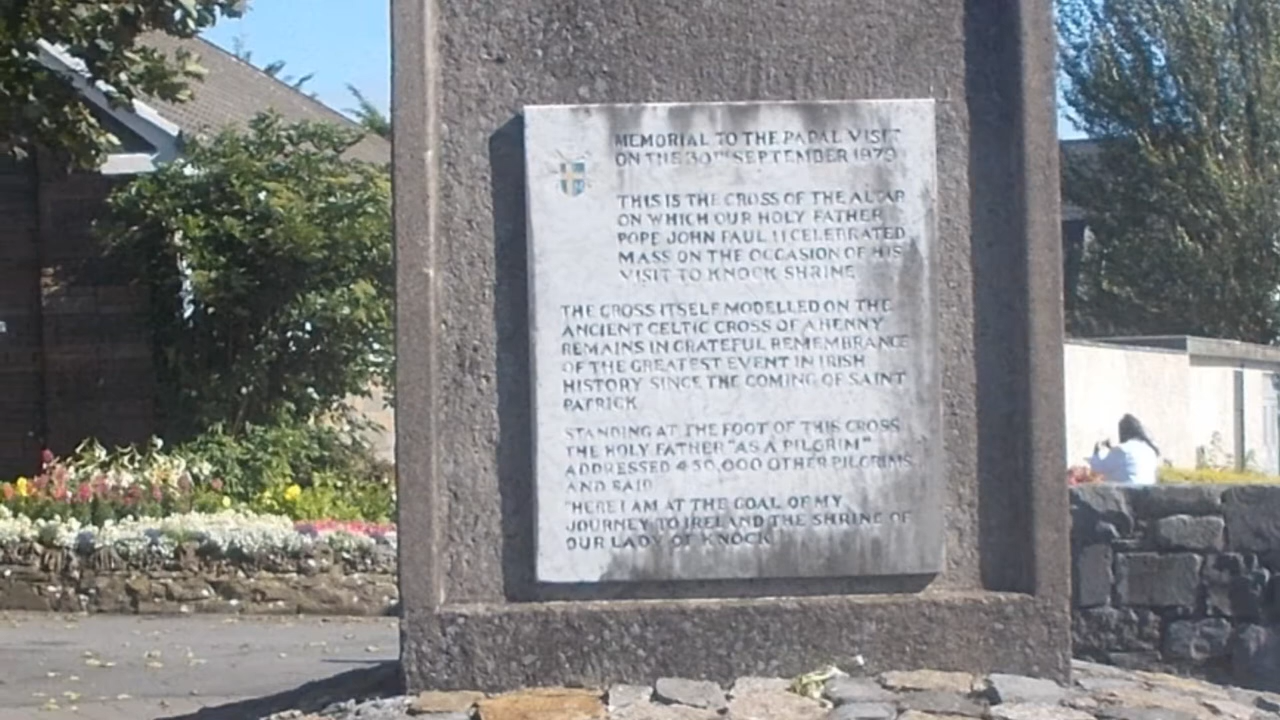 MEMORIAL TO THE PAPAL VISIT
ON THE 30TH SEPTEMBER 1979
THIS IS THE CROSS OF THE ALTAR
ON WHICH OUR HOLY FATHER
POPE JOHN PAUL II CELEBRATED
MASS ON THE OCCASION OF HIS
VISIT TO KNOCK SHRINE
THE CROSS ITSELF MODELLED ON THE
ANCIENT CELTIC CROSS OF AHENNY
REMAINS IN GRATEFUL REMEMBRANCE
OF THE GREATEST EVENT IN IRISH
HISTORY SINCE THE COMING OF SAINT
PATRICK
STANDING AT THE FOOT OF THIS CROSS
THE HOLY FATHER "AS A PILGRIM"
ADDRESSED 450,000 OTHER PILGRIMS
AND SAID
"HERE I AM AT THE GOAL OF MY
JOURNEY TO IRELAND THE SHRINE OF
OUR LADY OF KNOCK